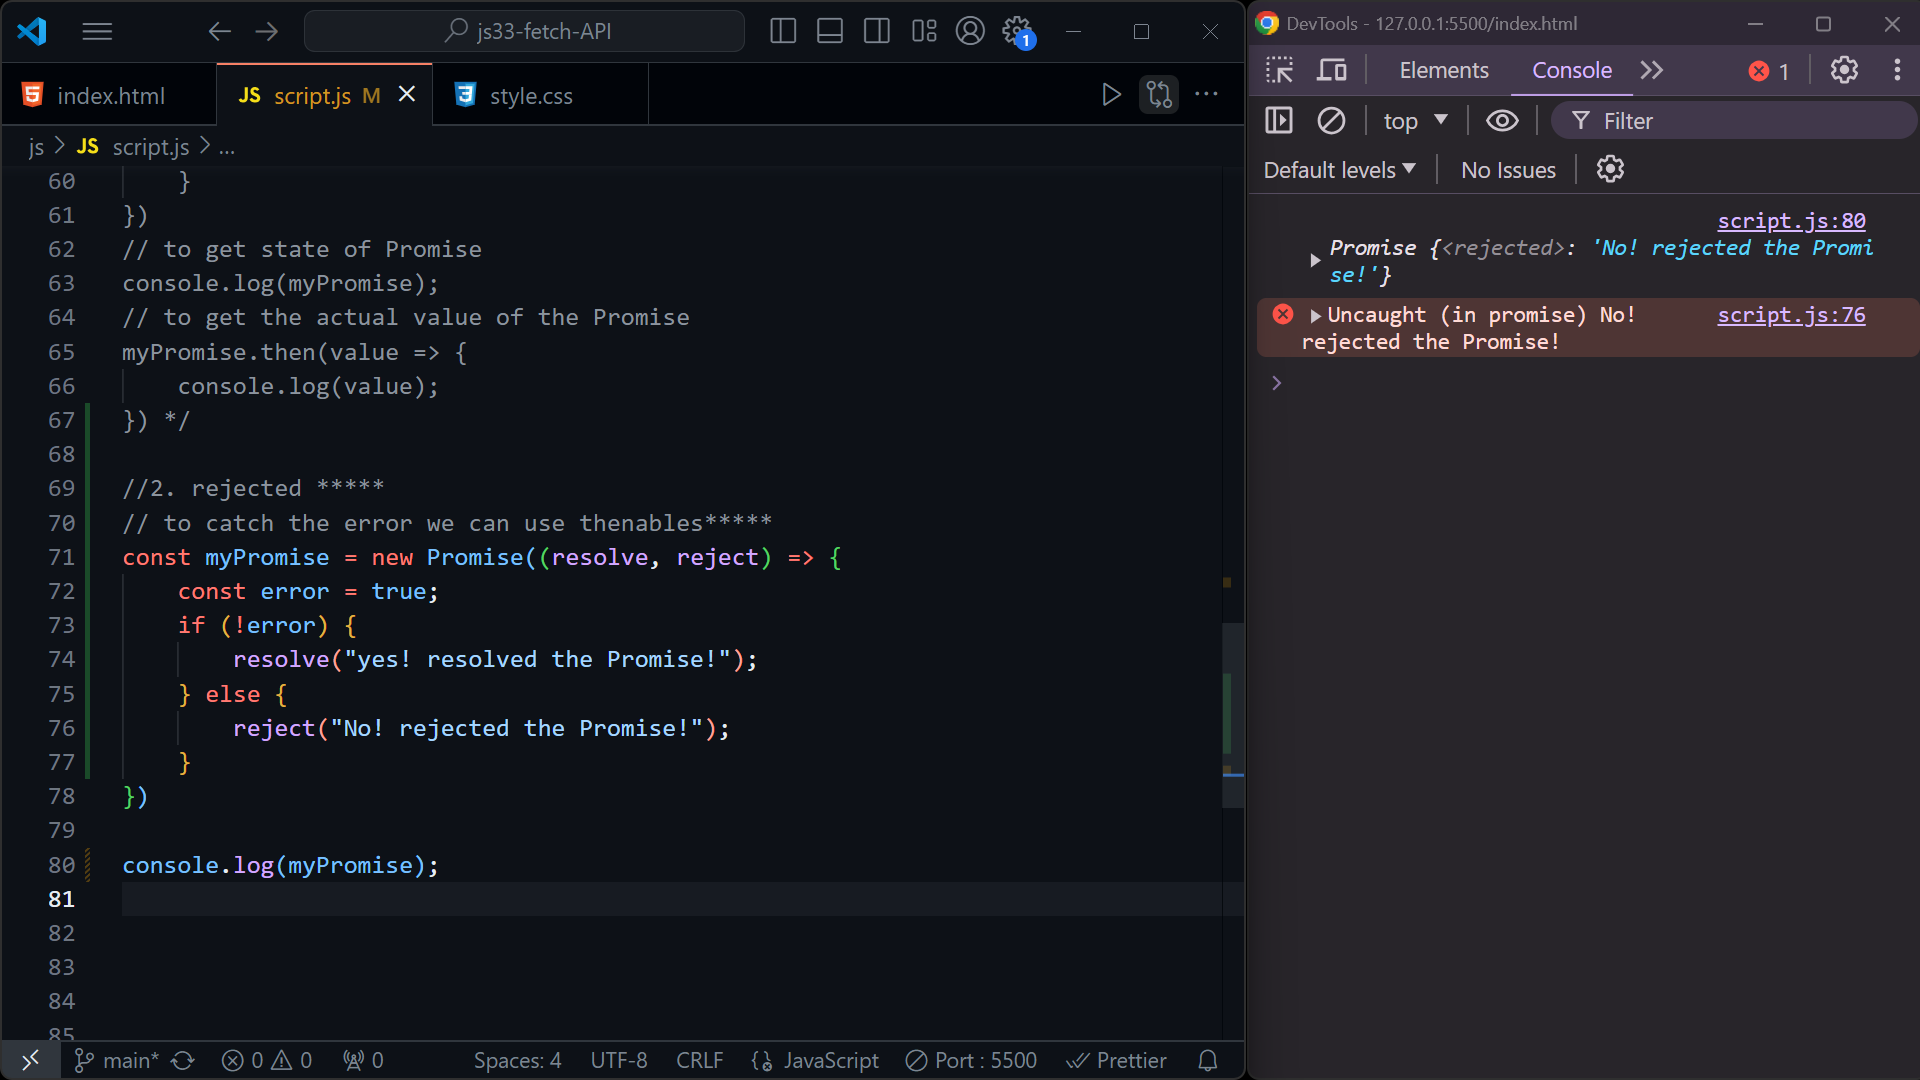 js33-fetch-API
1
index.html
JS script.js M
style.css
js > JS script.js > ...
60 }
61 })
62 // to get state of Promise
63 console.log(myPromise);
64 // to get the actual value of the Promise
65 myPromise.then(value => {
66 console.log(value);
67 }) */
68
69 //2. rejected *****
70 // to catch the error we can use thenables*****
71 const myPromise = new Promise((resolve, reject) => {
72 const error = true;
73 if (!error) {
74 resolve("yes! resolved the Promise!");
75 } else {
76 reject("No! rejected the Promise!");
77 }
78 })
79
80 console.log(myPromise);
81
82
83
84
85
main* 0 0 0 Spaces: 4 UTF-8 CRLF JavaScript Port : 5500 Prettier
DevTools - 127.0.0.1:5500/index.html
Elements Console 1
top Filter
Default levels No Issues
script.js:80
Promise {<rejected>: 'No! rejected the Promi
se!'}
Uncaught (in promise) No! script.js:76
rejected the Promise!